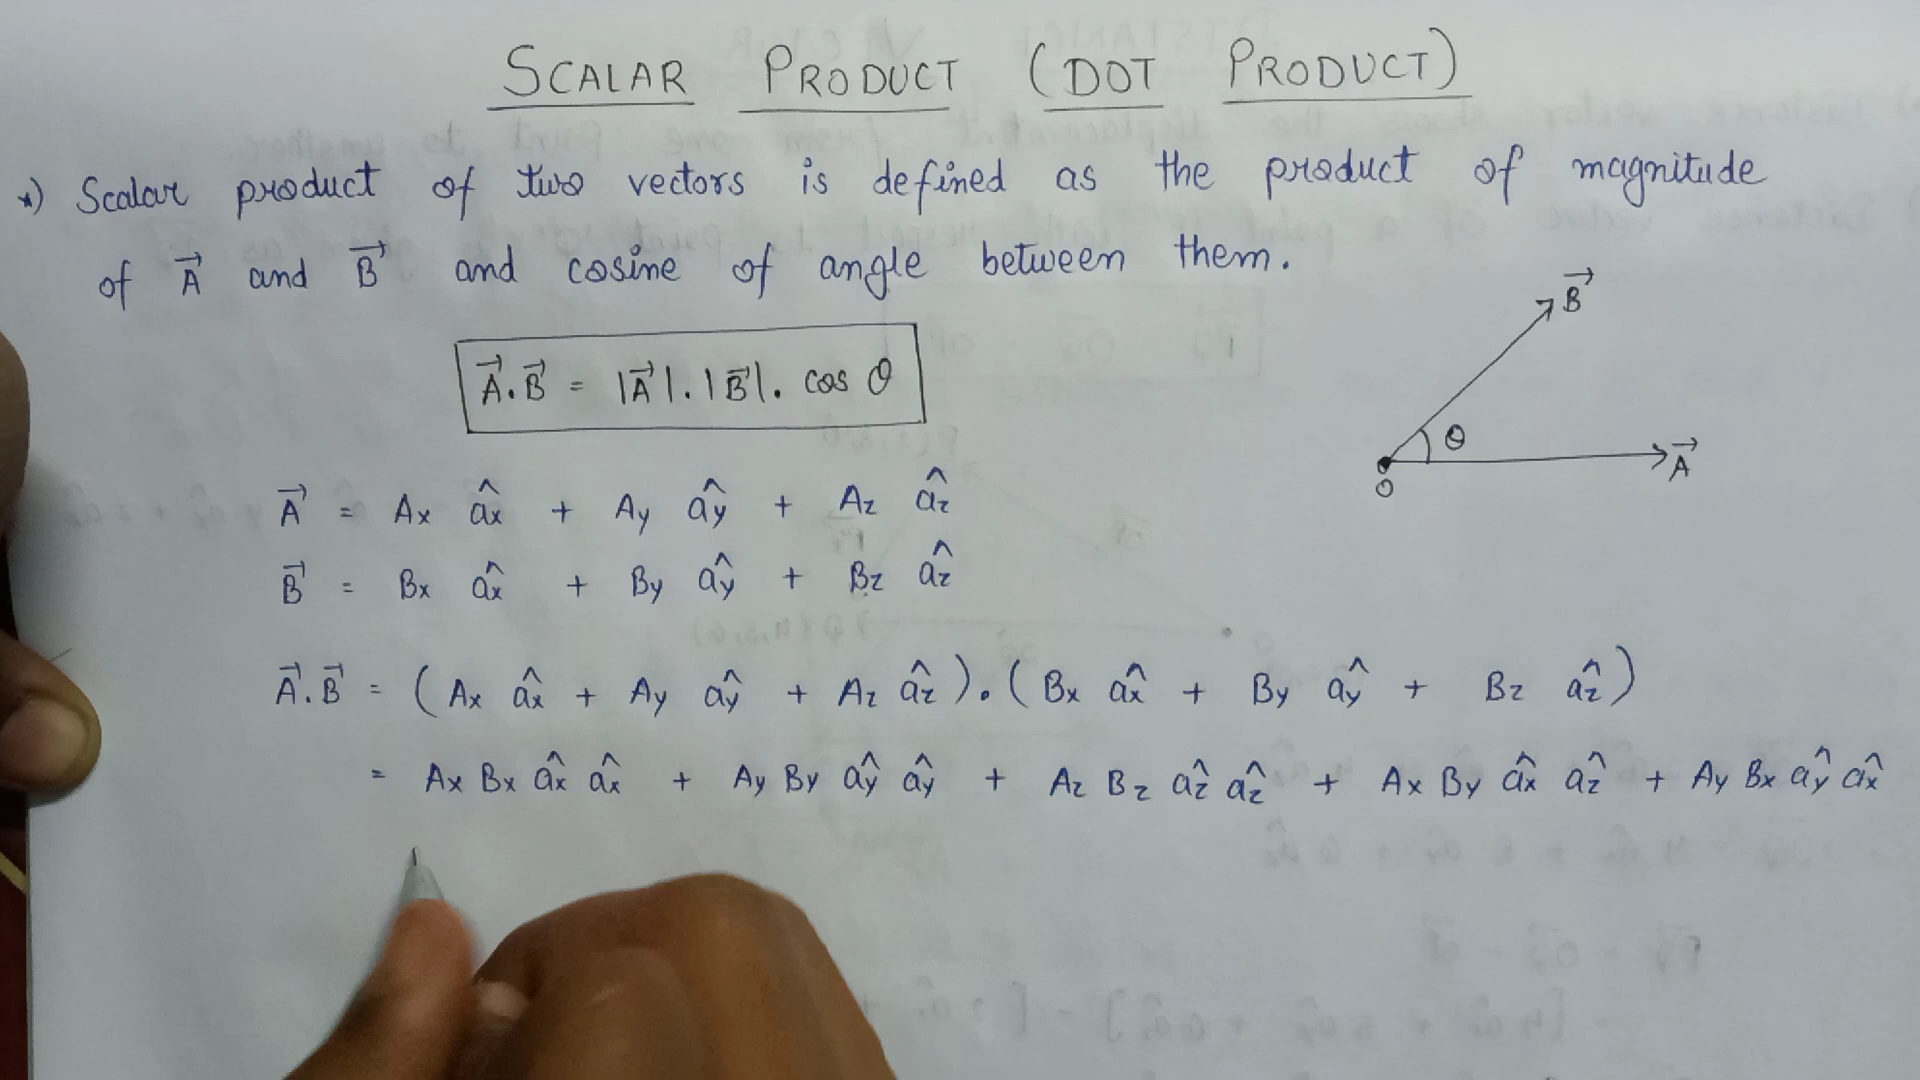 SCALAR PRODUCT (DOT PRODUCT)
*) Scalar product of two vectors is defined as the product of magnitude
of A⃗ and B⃗ and cosine of angle between them.
A⃗.B⃗ = |A⃗|.|B⃗|. cos θ
B⃗
θ
A⃗
O
A⃗ = Ax âx + Ay ây + Az âz
B⃗ = Bx âx + By ây + Bz âz
A⃗.B⃗ = (Ax âx + Ay ây + Az âz).(Bx âx + By ây + Bz âz)
= Ax Bx âx âx + Ay By ây ây + Az Bz âz âz + Ax By âx âz + Ay Bx ây âx